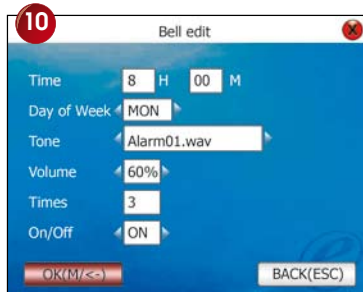 10
Bell edit
Time 8 H 00 M
Day of Week MON
Tone Alarm01.wav
Volume 60%
Times 3
On/Off ON
OK(M/<-) BACK(ESC)